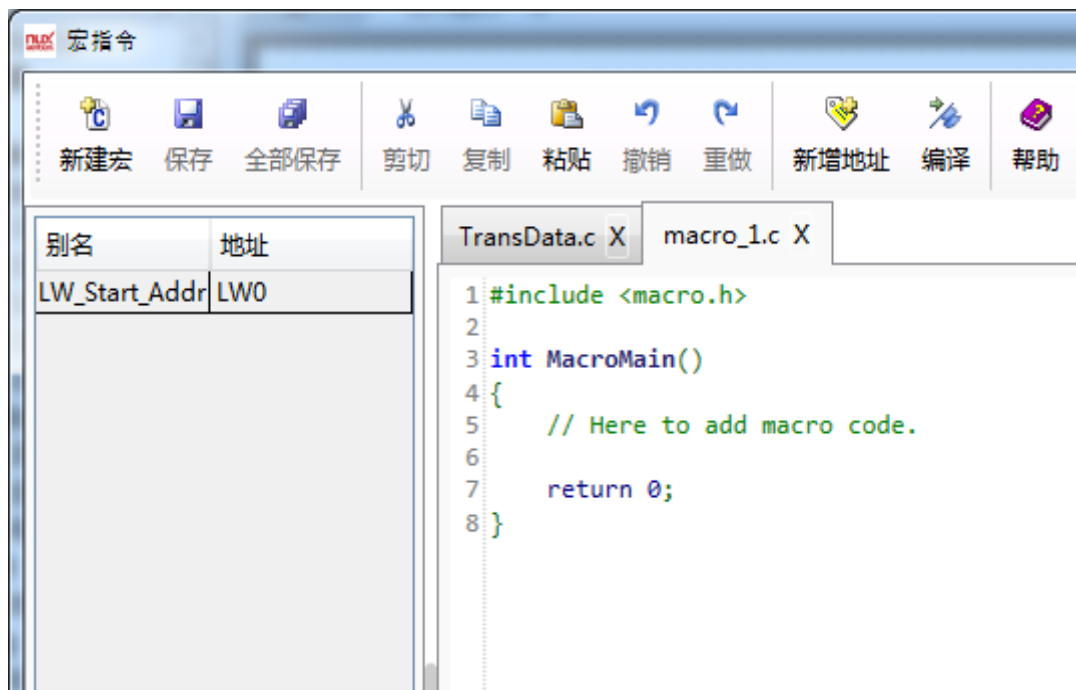 宏指令
新建宏 保存 全部保存 剪切 复制 粘贴 撤销 重做 新增地址 编译 帮助
别名 地址
LW_Start_Addr LW0
TransData.c X macro_1.c X
1 #include <macro.h>
2
3 int MacroMain()
4 {
5     // Here to add macro code.
6
7     return 0;
8 }